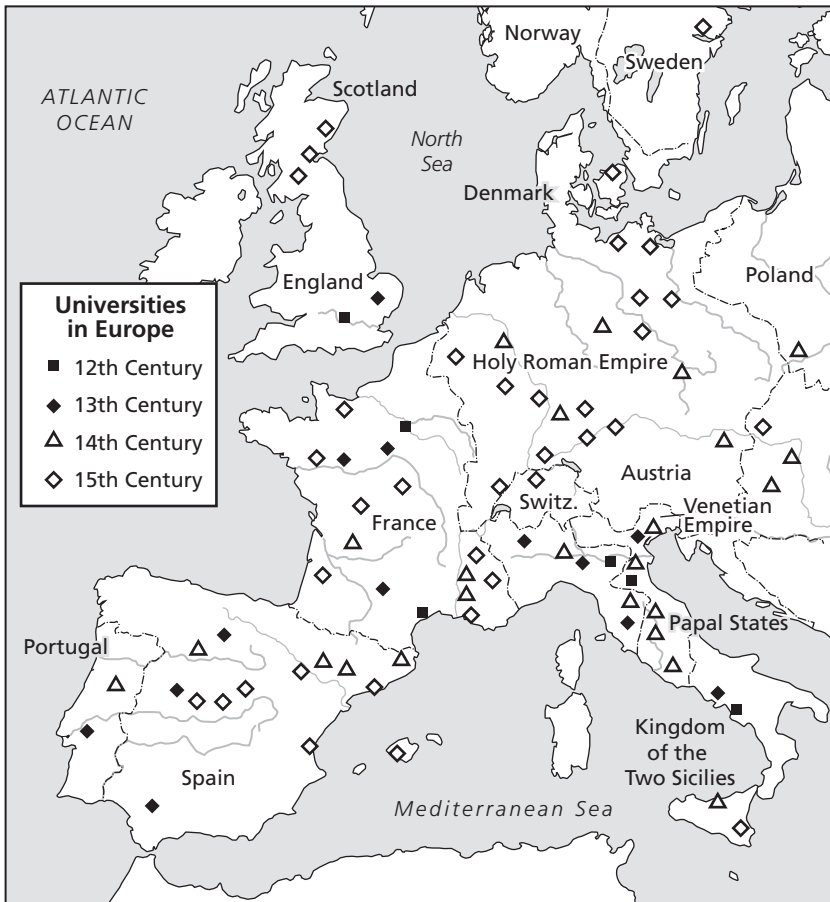 Norway
Sweden
ATLANTIC
OCEAN
Scotland
North
Sea
Denmark
England
Poland
Universities
in Europe
12th Century
13th Century
14th Century
15th Century
Holy Roman Empire
Austria
Switz.
France
Venetian
Empire
Portugal
Papal States
Spain
Kingdom
of the
Two Sicilies
Mediterranean Sea